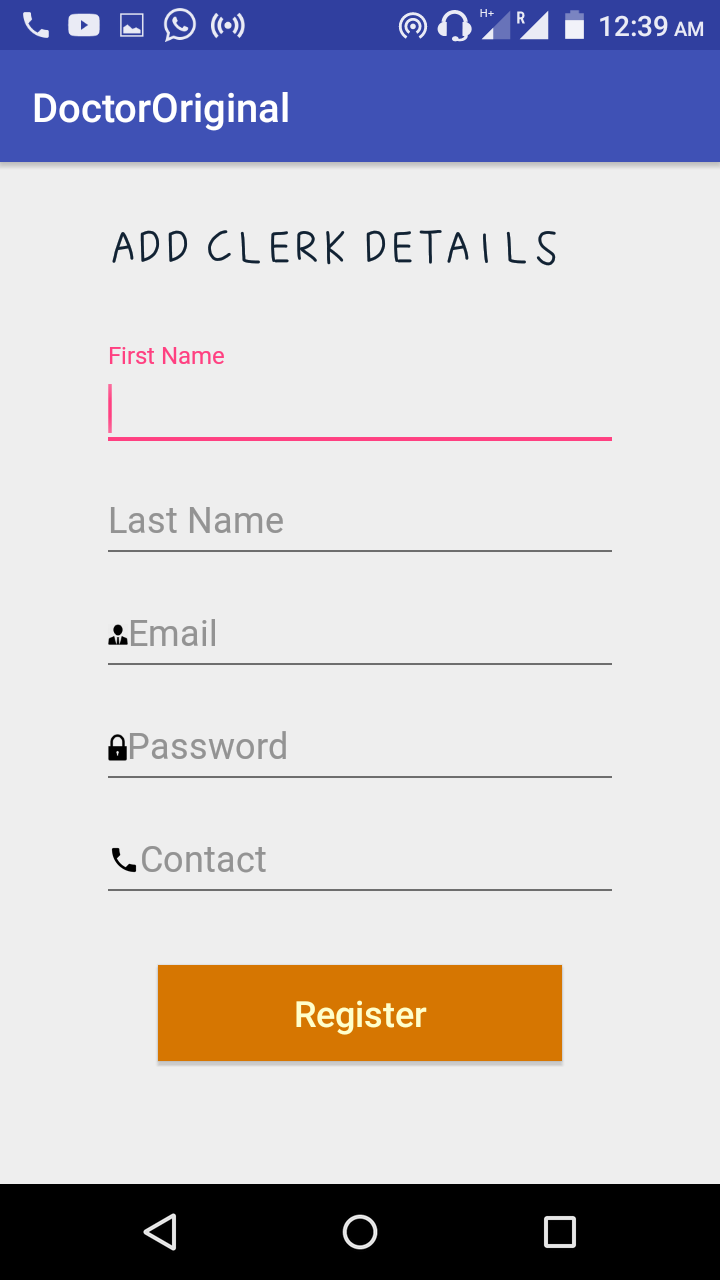 H+ R 12:39 AM
DoctorOriginal
ADD CLERK DETAILS
First Name
Last Name
Email
Password
Contact
Register